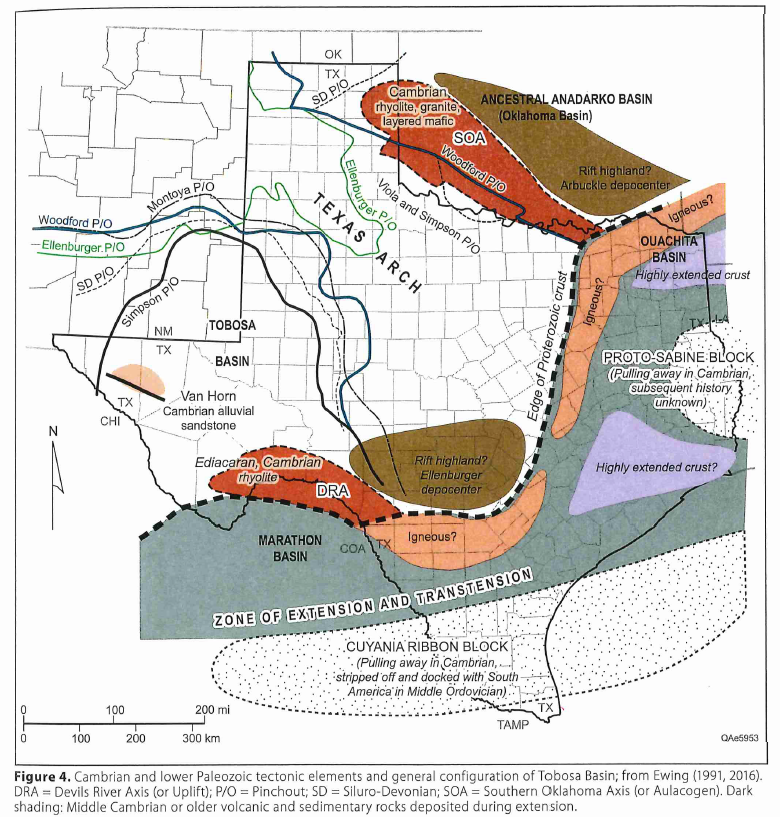 OK
TX
SD P/O
Cambrian
rhyolite, granite,
layered mafic
SOA
ANCESTRAL ANADARKO BASIN
(Oklahoma Basin)
Rift highland?
Arbuckle depocenter
Woodford P/O
Ellenburger P/O
Viola and Simpson P/O
Montoya P/O
Woodford P/O
Ellenburger P/O
SD P/O
Simpson P/O
TEXAS ARCH
Igneous?
OUACHITA
BASIN
Highly extended crust
Igneous?
Edge of Proterozoic crust
TX
LA
NM
TX
TOBOSA
BASIN
PROTO-SABINE BLOCK
(Pulling away in Cambrian,
subsequent history
unknown)
Van Horn
Cambrian alluvial
sandstone
TX
CHI
N
Ediacaran, Cambrian
rhyolite
DRA
Rift highland?
Ellenburger
depocenter
Highly extended crust?
MARATHON
BASIN
COA
TX
Igneous?
ZONE OF EXTENSION AND TRANSTENSION
CUYANIA RIBBON BLOCK
(Pulling away in Cambrian,
stripped off and docked with South
America in Middle Ordovician)
TX
TAMP
0 100 200 mi
0 100 200 300 km
QAe5953
Figure 4. Cambrian and lower Paleozoic tectonic elements and general configuration of Tobosa Basin; from Ewing (1991, 2016).
DRA = Devils River Axis (or Uplift); P/O = Pinchout; SD = Siluro-Devonian; SOA = Southern Oklahoma Axis (or Aulacogen). Dark
shading: Middle Cambrian or older volcanic and sedimentary rocks deposited during extension.